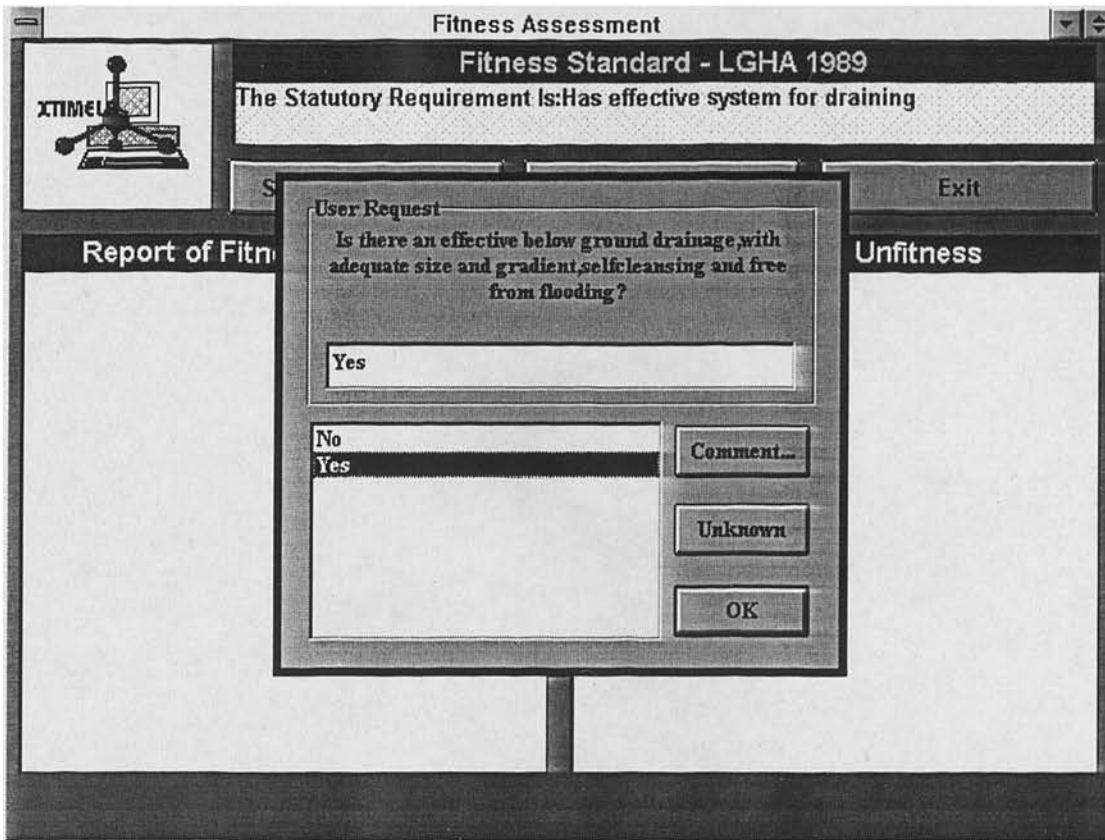 Fitness Assessment
XTIMEL
Fitness Standard - LGHA 1989
The Statutory Requirement Is:Has effective system for draining
S
Exit
Report of Fitn
Unfitness
User Request
Is there an effective below ground drainage,with
adequate size and gradient,selfcleansing and free
from flooding?
Yes
No
Yes
Comment...
Unknown
OK